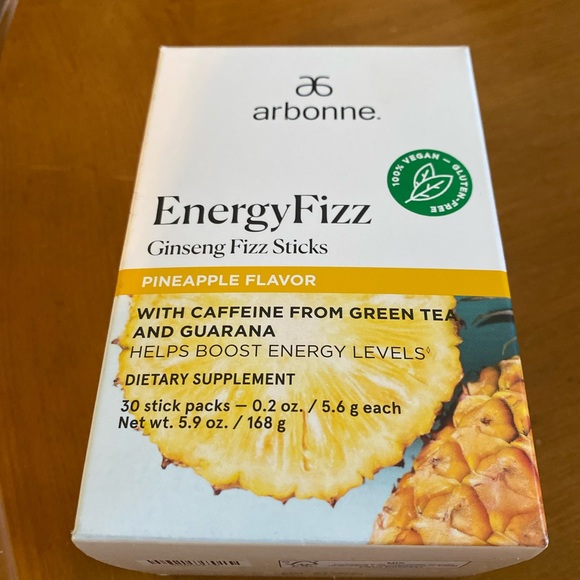 arbonne.
100% VEGAN — GLUTEN-FREE
EnergyFizz
Ginseng Fizz Sticks
PINEAPPLE FLAVOR
WITH CAFFEINE FROM GREEN TEA
AND GUARANA
HELPS BOOST ENERGY LEVELS◊
DIETARY SUPPLEMENT
30 stick packs — 0.2 oz. / 5.6 g each
Net wt. 5.9 oz. / 168 g